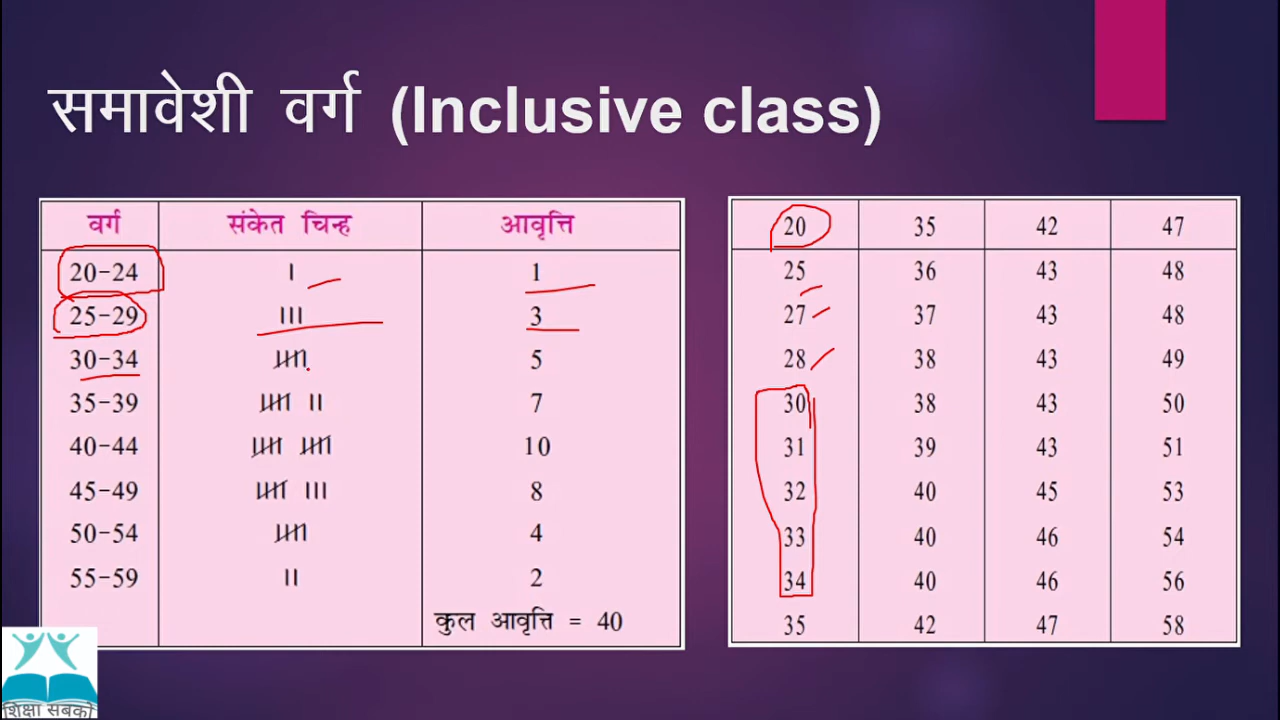 समावेशी वर्ग (Inclusive class)
वर्ग संकेत चिन्ह आवृत्ति
20-24 I 1
25-29 III 3
30-34 𝍸 5
35-39 𝍸 II 7
40-44 𝍸 𝍸 10
45-49 𝍸 III 8
50-54 𝍸 4
55-59 II 2
कुल आवृत्ति = 40
20 35 42 47
25 36 43 48
27 37 43 48
28 38 43 49
30 38 43 50
31 39 43 51
32 40 45 53
33 40 46 54
34 40 46 56
35 42 47 58
शिक्षा सबको